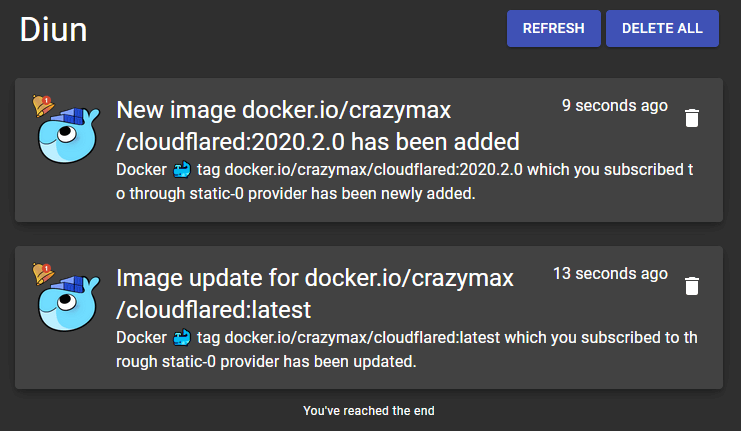 Diun
REFRESH
DELETE ALL
New image docker.io/crazymax
/cloudflared:2020.2.0 has been added
9 seconds ago
Docker tag docker.io/crazymax/cloudflared:2020.2.0 which you subscribed t
o through static-0 provider has been newly added.
Image update for docker.io/crazymax
/cloudflared:latest
13 seconds ago
Docker tag docker.io/crazymax/cloudflared:latest which you subscribed to th
rough static-0 provider has been updated.
You've reached the end